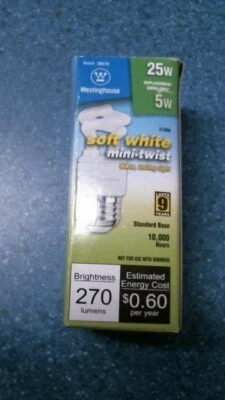 25W
REPLACEMENT
5W
Westinghouse
soft white
mini-twist
LASTS
9
YEARS
Standard Base
10,000
Hours
NOT FOR USE WITH DIMMERS
Brightness
270
lumens
Estimated
Energy Cost
$0.60
per year